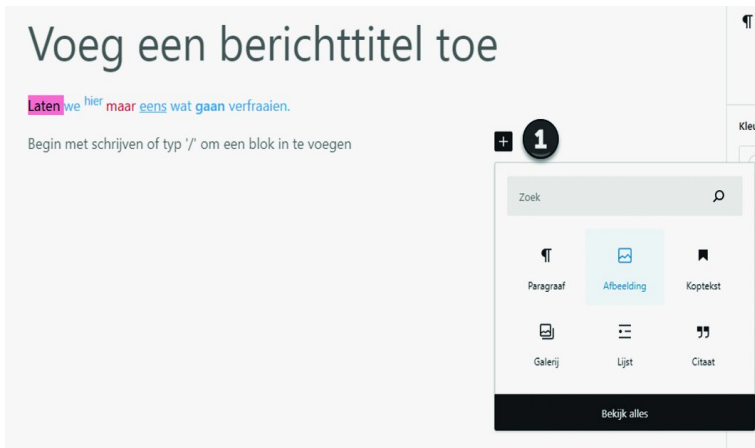 Voeg een berichttitel toe
Laten we hier maar eens wat gaan verfraaien.
Begin met schrijven of typ '/' om een blok in te voegen
1
Kleu
Zoek
Paragraaf Afbeelding Koptekst
Galerij Lijst Citaat
Bekijk alles